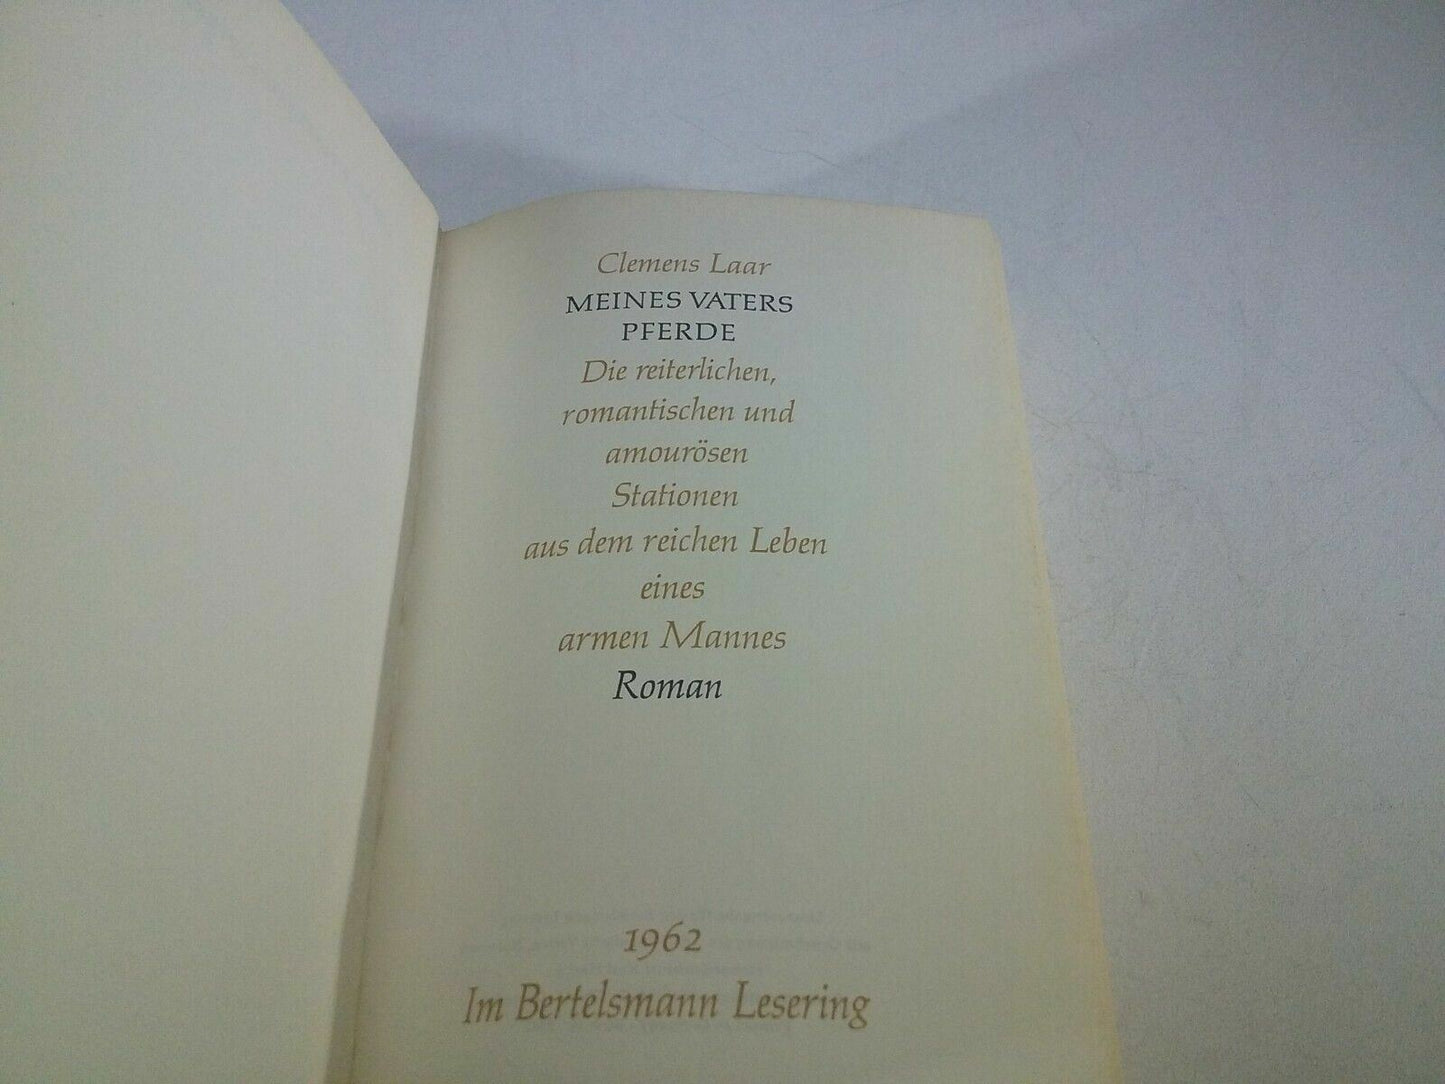 Clemens Laar
MEINES VATERS
PFERDE
Die reiterlichen,
romantischen und
amourösen
Stationen
aus dem reichen Leben
eines
armen Mannes
Roman
1962
Im Bertelsmann Lesering